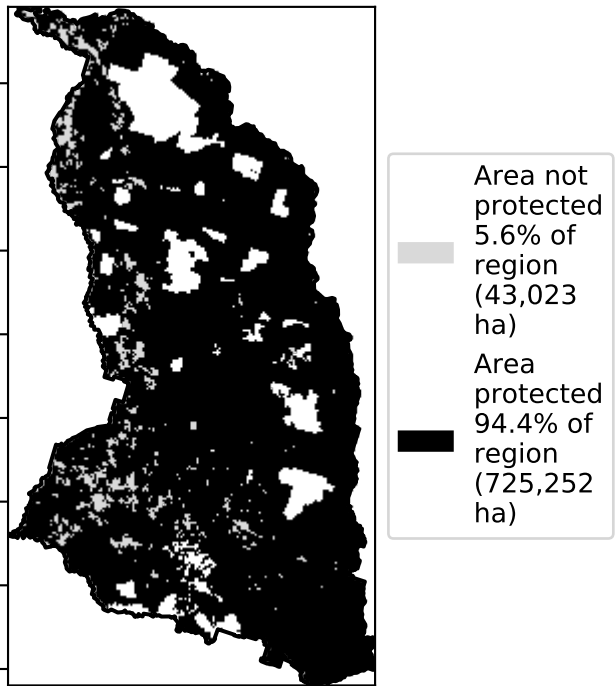 Area not
protected
5.6% of
region
(43,023
ha)
Area
protected
94.4% of
region
(725,252
ha)